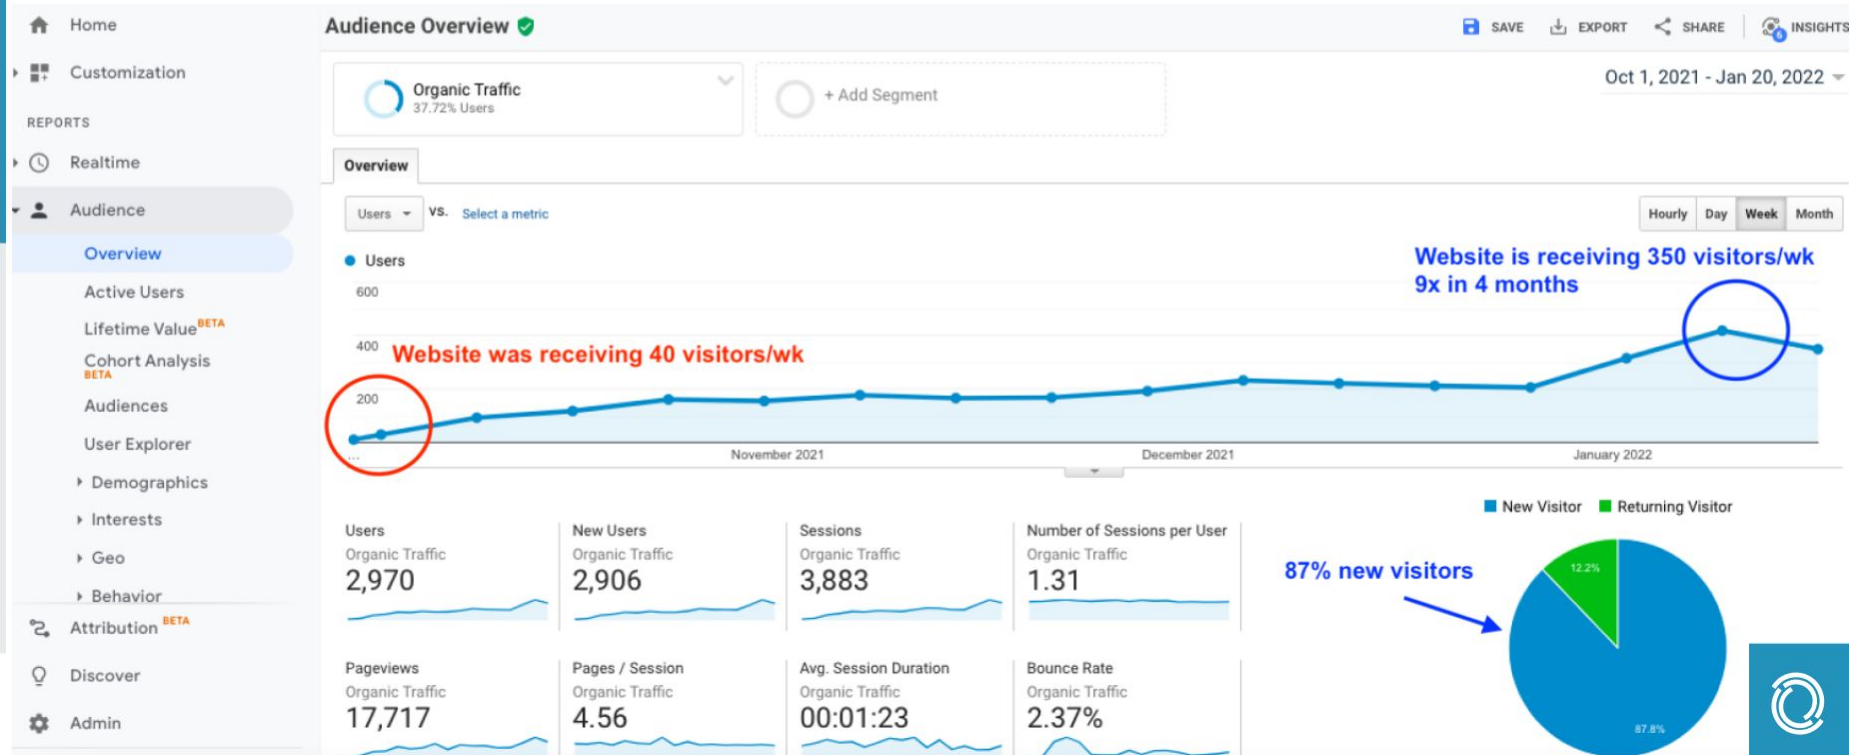 Home
Customization
REPORTS
Realtime
Audience
Overview
Active Users
Lifetime Value BETA
Cohort Analysis
BETA
Audiences
User Explorer
Demographics
Interests
Geo
Behavior
Attribution BETA
Discover
Admin
Audience Overview
SAVE EXPORT SHARE INSIGHTS
6
Oct 1, 2021 - Jan 20, 2022
Organic Traffic
37.72% Users
+ Add Segment
Overview
Users VS. Select a metric
Hourly Day Week Month
Users
Website is receiving 350 visitors/wk
9x in 4 months
600
400
Website was receiving 40 visitors/wk
200
... November 2021 December 2021 January 2022
Users
Organic Traffic
2,970
New Users
Organic Traffic
2,906
Sessions
Organic Traffic
3,883
Number of Sessions per User
Organic Traffic
1.31
Pageviews
Organic Traffic
17,717
Pages / Session
Organic Traffic
4.56
Avg. Session Duration
Organic Traffic
00:01:23
Bounce Rate
Organic Traffic
2.37%
New Visitor Returning Visitor
87% new visitors
12.2%
87.8%